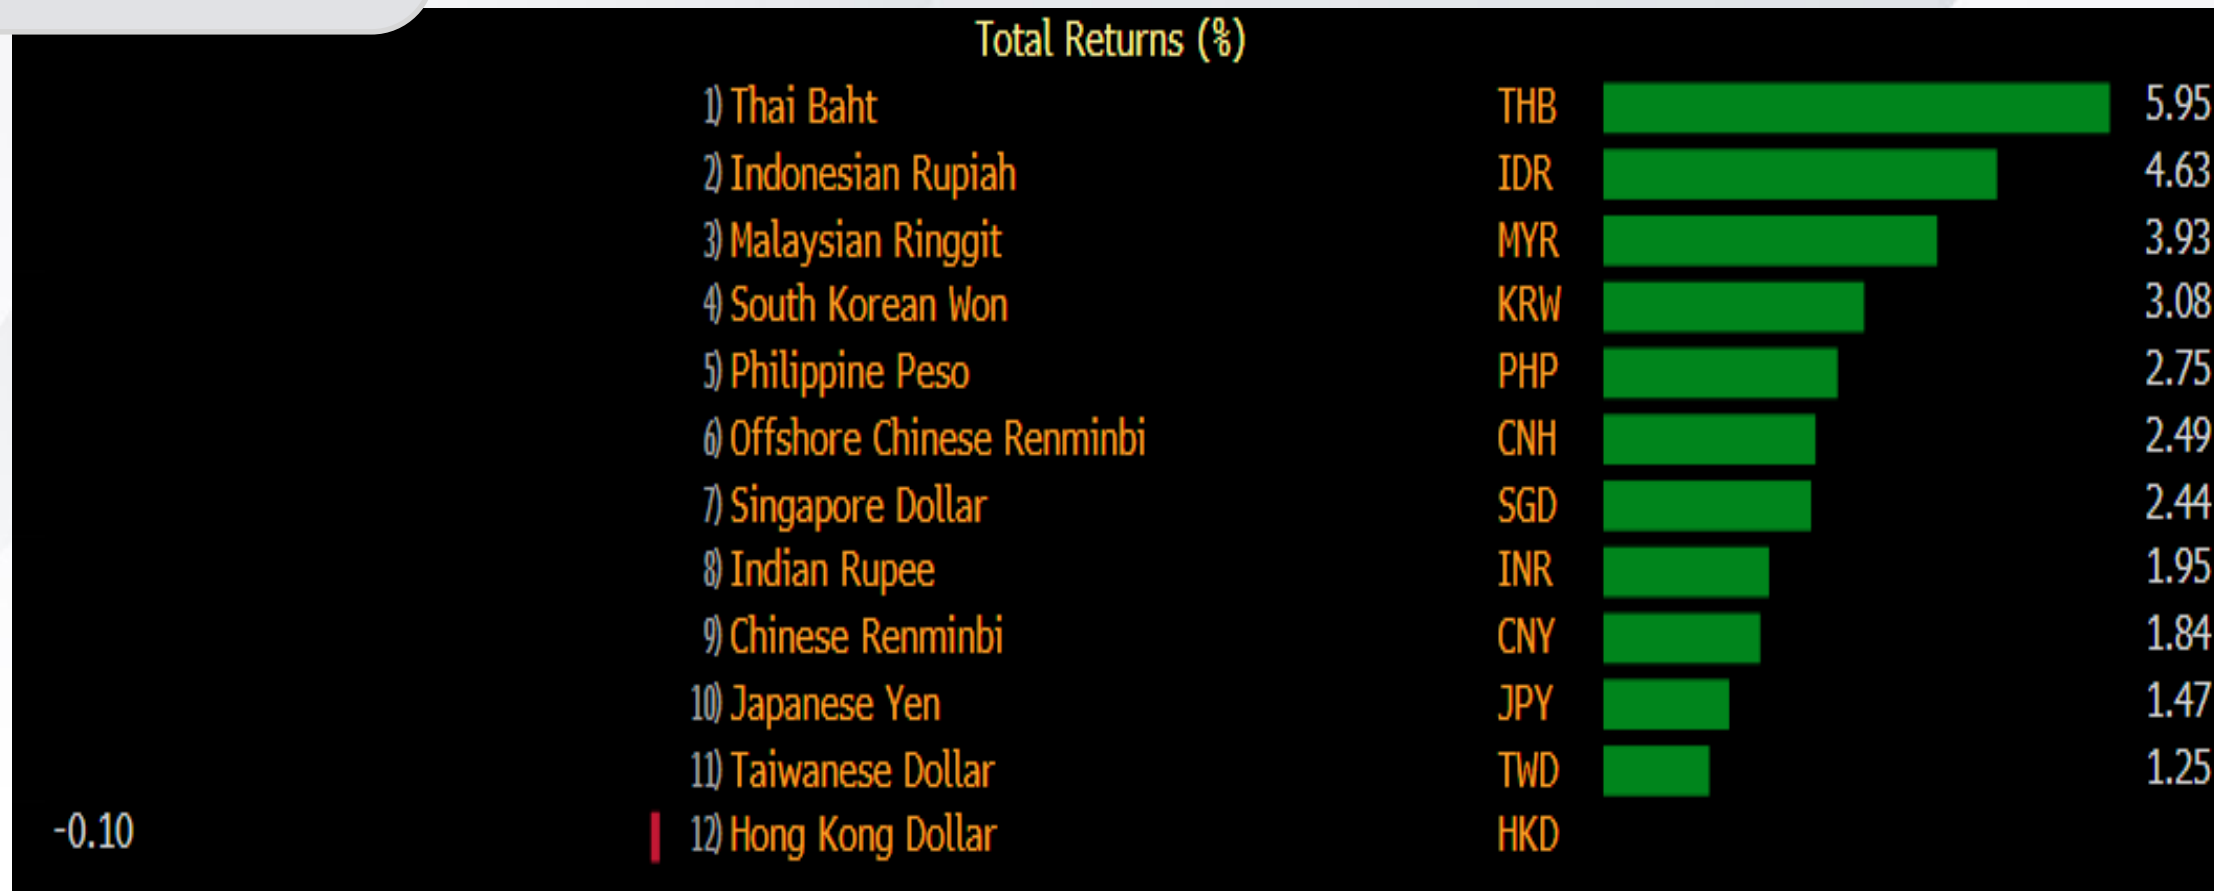 Total Returns (%)
1) Thai Baht THB 5.95
2) Indonesian Rupiah IDR 4.63
3) Malaysian Ringgit MYR 3.93
4) South Korean Won KRW 3.08
5) Philippine Peso PHP 2.75
6) Offshore Chinese Renminbi CNH 2.49
7) Singapore Dollar SGD 2.44
8) Indian Rupee INR 1.95
9) Chinese Renminbi CNY 1.84
10) Japanese Yen JPY 1.47
11) Taiwanese Dollar TWD 1.25
-0.10 12) Hong Kong Dollar HKD